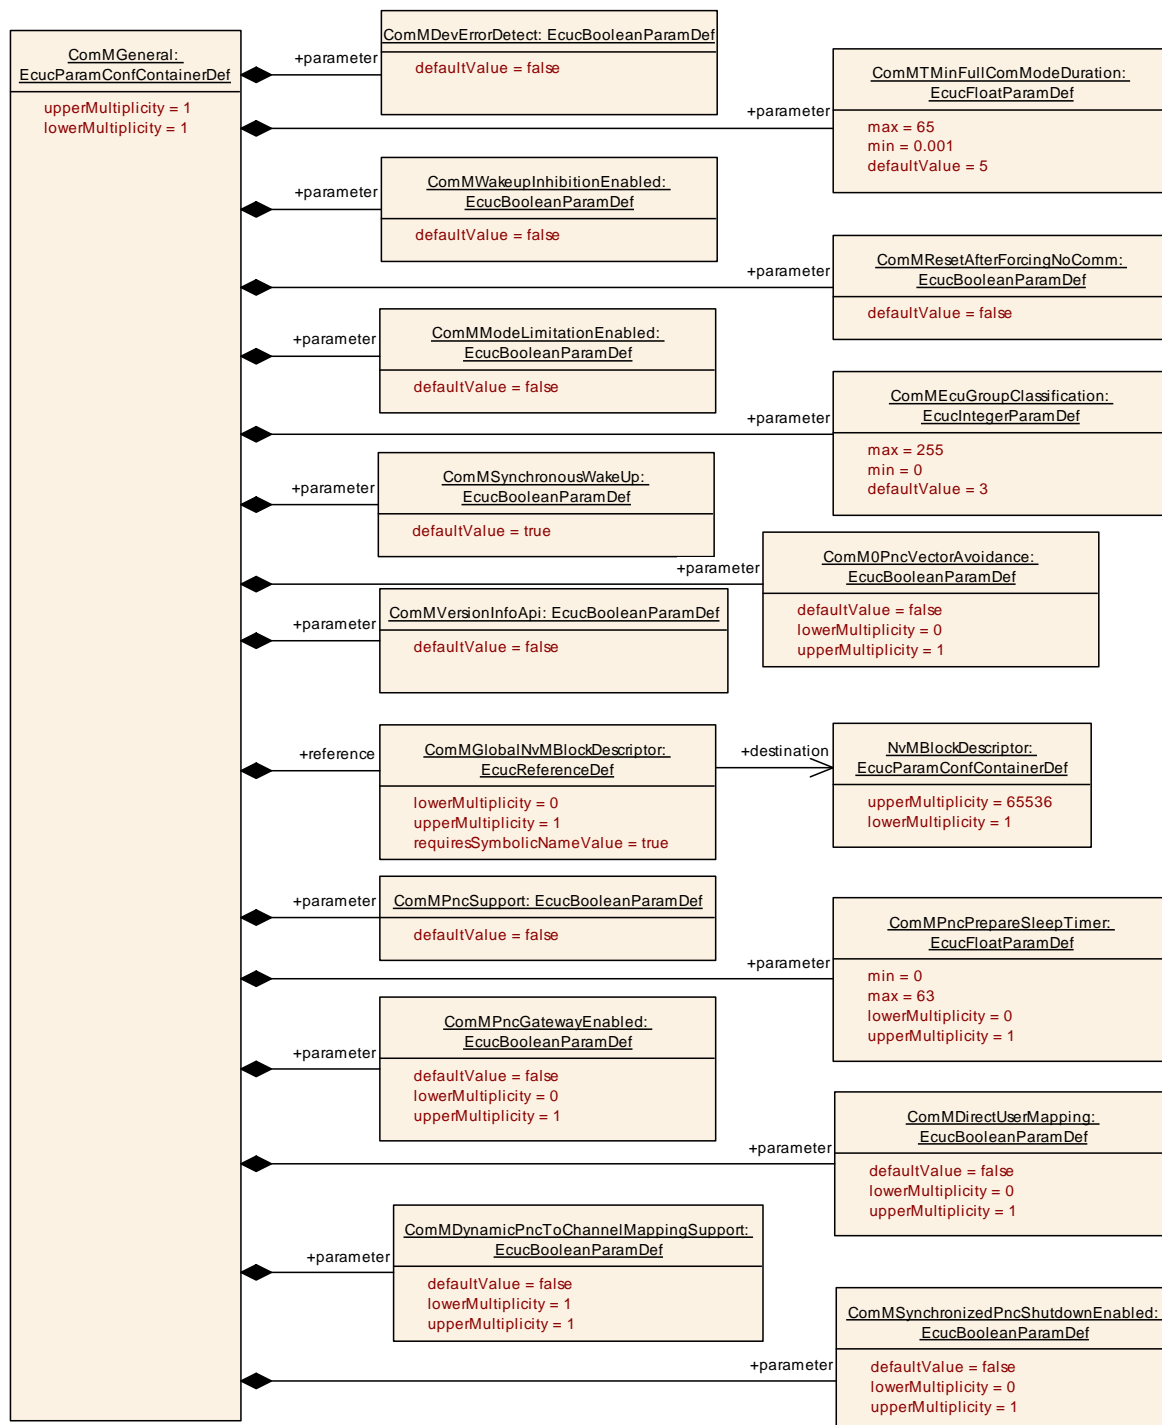 ComMGeneral:
EcucParamConfContainerDef
upperMultiplicity = 1
lowerMultiplicity = 1
+parameter
ComMDevErrorDetect: EcucBooleanParamDef
defaultValue = false
+parameter
ComMTMinFullComModeDuration:
EcucFloatParamDef
max = 65
min = 0.001
defaultValue = 5
+parameter
ComMWakeupInhibitionEnabled:
EcucBooleanParamDef
defaultValue = false
+parameter
ComMResetAfterForcingNoComm:
EcucBooleanParamDef
defaultValue = false
+parameter
ComMModeLimitationEnabled:
EcucBooleanParamDef
defaultValue = false
+parameter
ComMEcuGroupClassification:
EcucIntegerParamDef
max = 255
min = 0
defaultValue = 3
+parameter
ComMSynchronousWakeUp:
EcucBooleanParamDef
defaultValue = true
+parameter
ComM0PncVectorAvoidance:
EcucBooleanParamDef
defaultValue = false
lowerMultiplicity = 0
upperMultiplicity = 1
+parameter
ComMVersionInfoApi: EcucBooleanParamDef
defaultValue = false
+reference
ComMGlobalNvMBlockDescriptor:
EcucReferenceDef
lowerMultiplicity = 0
upperMultiplicity = 1
requiresSymbolicNameValue = true
+destination
NvMBlockDescriptor:
EcucParamConfContainerDef
upperMultiplicity = 65536
lowerMultiplicity = 1
+parameter
ComMPncSupport: EcucBooleanParamDef
defaultValue = false
+parameter
ComMPncPrepareSleepTimer:
EcucFloatParamDef
min = 0
max = 63
lowerMultiplicity = 0
upperMultiplicity = 1
+parameter
ComMPncGatewayEnabled:
EcucBooleanParamDef
defaultValue = false
lowerMultiplicity = 0
upperMultiplicity = 1
+parameter
ComMDirectUserMapping:
EcucBooleanParamDef
defaultValue = false
lowerMultiplicity = 0
upperMultiplicity = 1
+parameter
ComMDynamicPncToChannelMappingSupport:
EcucBooleanParamDef
defaultValue = false
lowerMultiplicity = 1
upperMultiplicity = 1
+parameter
ComMSynchronizedPncShutdownEnabled:
EcucBooleanParamDef
defaultValue = false
lowerMultiplicity = 0
upperMultiplicity = 1